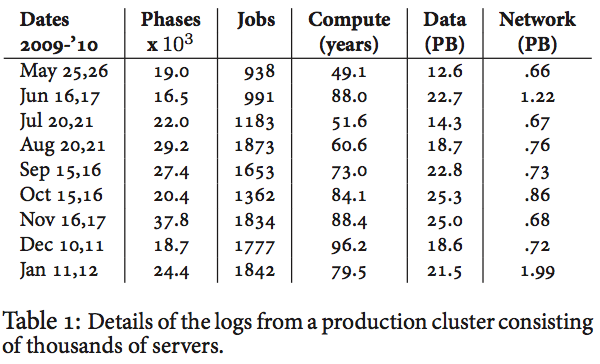 Dates Phases Jobs Compute Data Network
2009-’10 x 10³ (years) (PB) (PB)
May 25,26 19.0 938 49.1 12.6 .66
Jun 16,17 16.5 991 88.0 22.7 1.22
Jul 20,21 22.0 1183 51.6 14.3 .67
Aug 20,21 29.2 1873 60.6 18.7 .76
Sep 15,16 27.4 1653 73.0 22.8 .73
Oct 15,16 20.4 1362 84.1 25.3 .86
Nov 16,17 37.8 1834 88.4 25.0 .68
Dec 10,11 18.7 1777 96.2 18.6 .72
Jan 11,12 24.4 1842 79.5 21.5 1.99
Table 1: Details of the logs from a production cluster consisting
of thousands of servers.